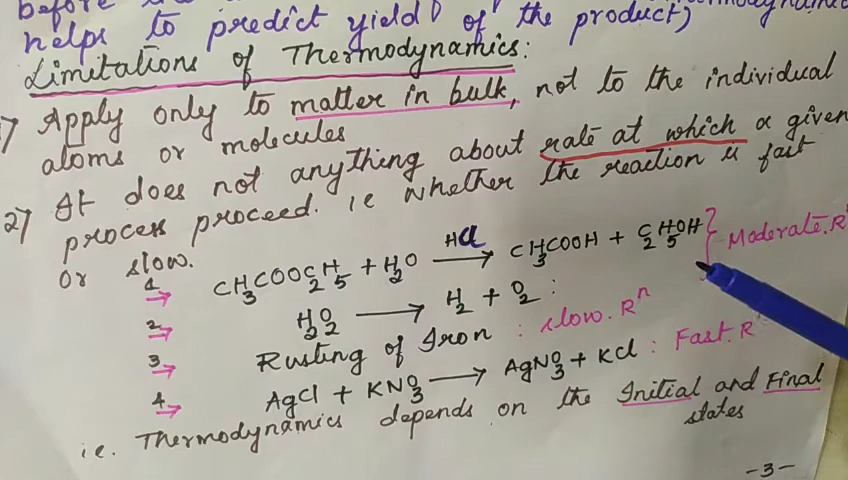 before the
helps to predict yield of the product)
Limitations of Thermodynamics:
1) Apply only to matter in bulk, not to the individual
atoms or molecules
2) It does not anything about rate at which a given
process proceed. ie whether the reaction is fast
or slow.
1 → CH3COOC2H5 + H2O —HCl→ CH3COOH + C2H5OH } Moderate. R
2 → H2O2 → H2 + O2 :
3 → Rusting of Iron : slow. Rn
4 → AgCl + KNO3 → AgNO3 + KCl : Fast. R
ie. Thermodynamics depends on the Initial and Final
states
-3-